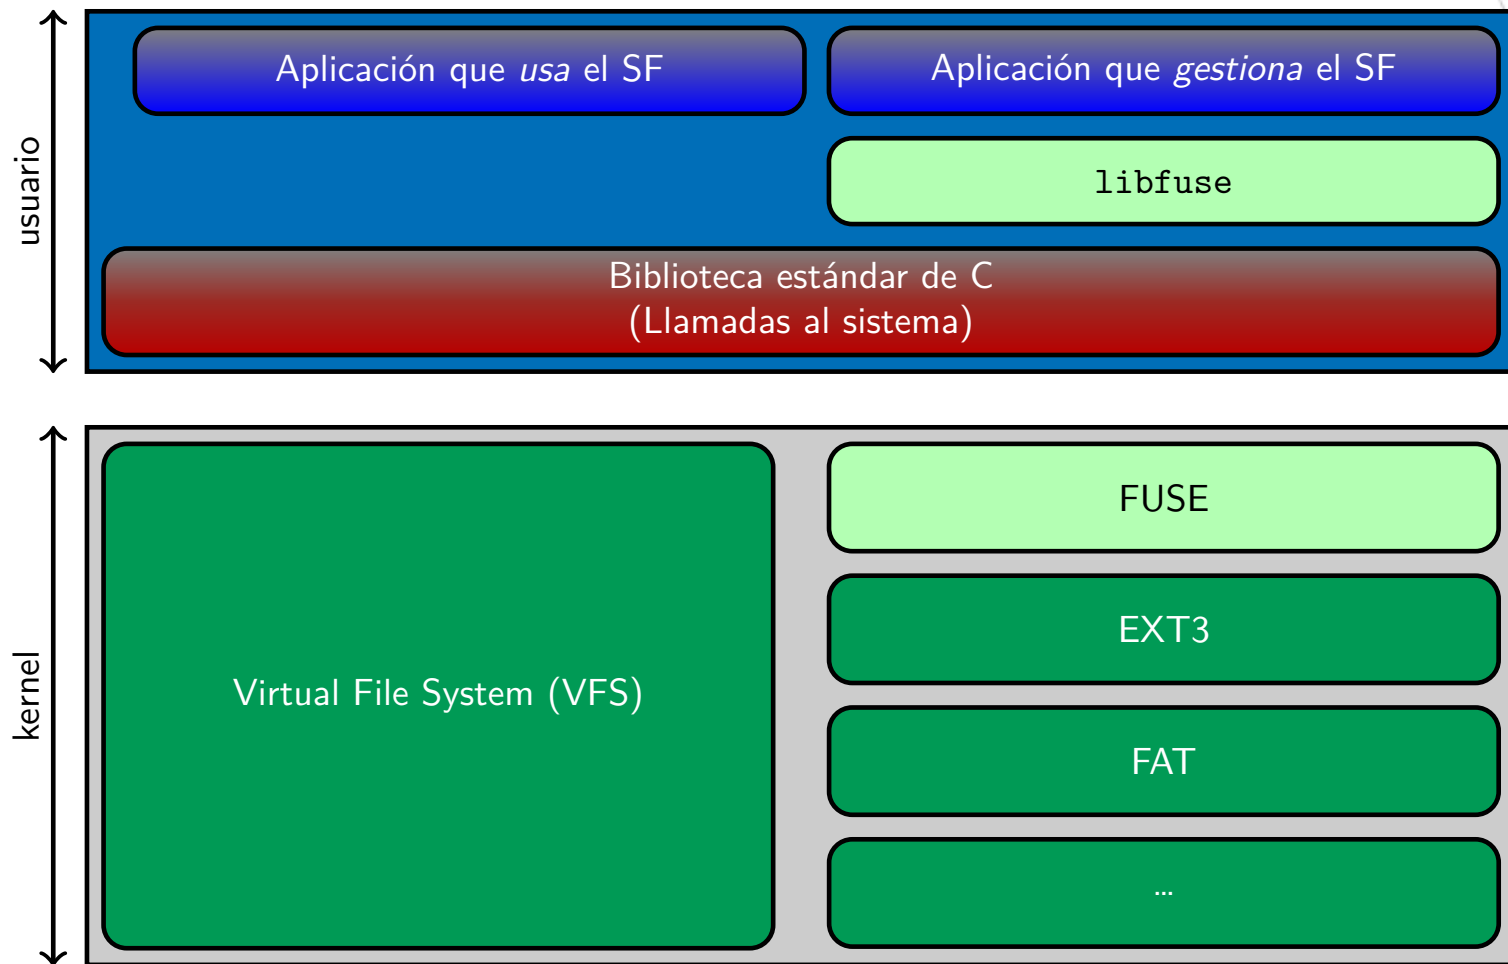 usuario
Aplicación que usa el SF
Aplicación que gestiona el SF
libfuse
Biblioteca estándar de C
(Llamadas al sistema)
kernel
Virtual File System (VFS)
FUSE
EXT3
FAT
...